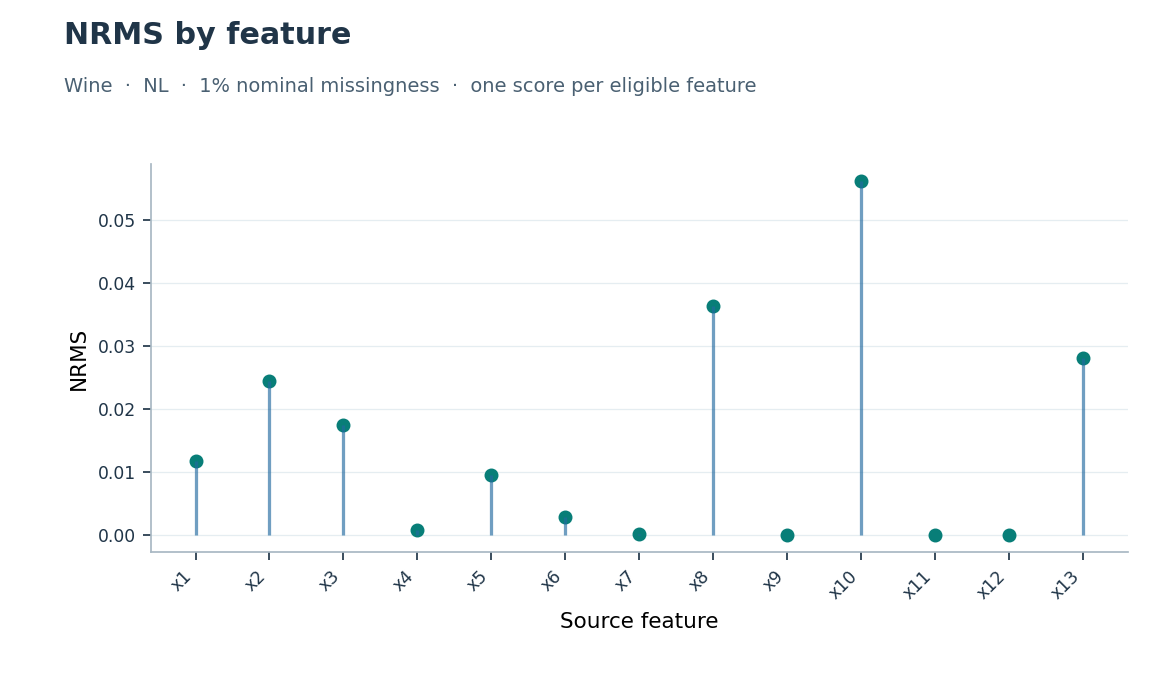 NRMS by feature
Wine · NL · 1% nominal missingness · one score per eligible feature
NRMS
0.05
0.04
0.03
0.02
0.01
0.00
x1 x2 x3 x4 x5 x6 x7 x8 x9 x10 x11 x12 x13
Source feature